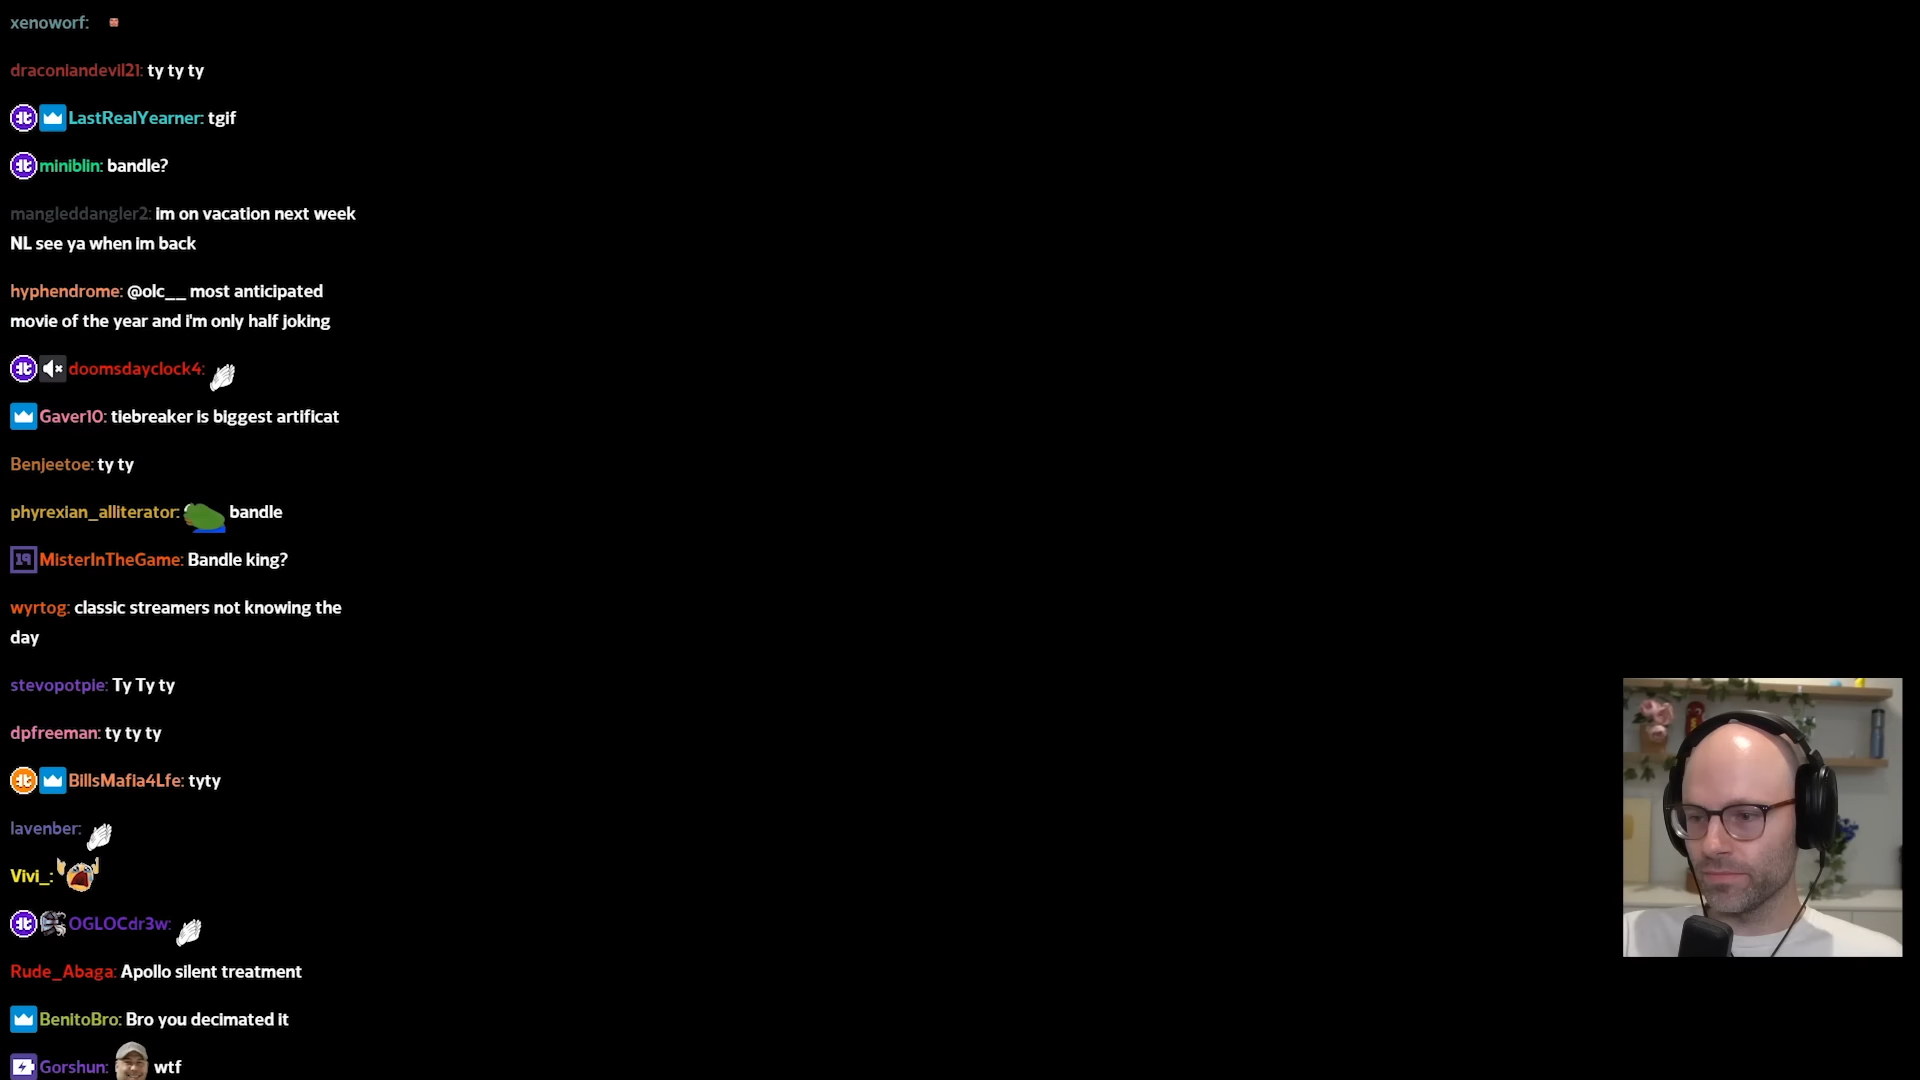 xenoworf:
draconiandevil21: ty ty ty
LastRealYearner: tgif
miniblin: bandle?
mangleddangler2: im on vacation next week
NL see ya when im back
hyphendrome: @olc__ most anticipated
movie of the year and i'm only half joking
doomsdayclock4:
Gaver10: tiebreaker is biggest artificat
Benjeetoe: ty ty
phyrexian_alliterator: bandle
19 MisterInTheGame: Bandle king?
wyrtog: classic streamers not knowing the
day
stevopotpie: Ty Ty ty
dpfreeman: ty ty ty
BillsMafia4Lfe: tyty
lavenber:
Vivi_:
OGLOCdr3w:
Rude_Abaga: Apollo silent treatment
BenitoBro: Bro you decimated it
Gorshun: wtf